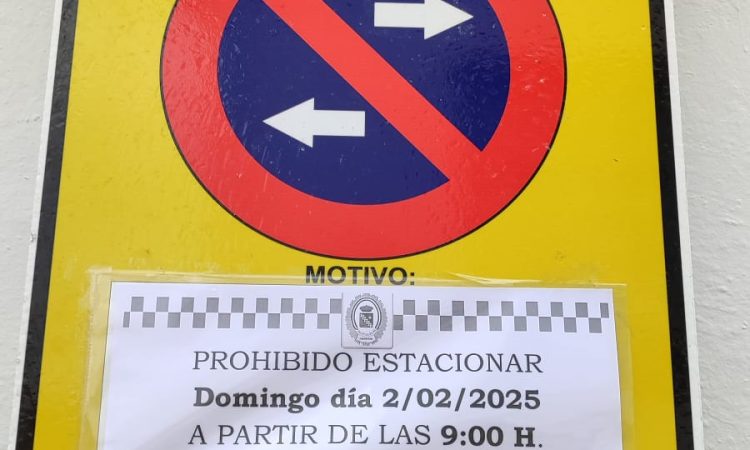 MOTIVO:
PROHIBIDO ESTACIONAR
Domingo día 2/02/2025
A PARTIR DE LAS 9:00 H.